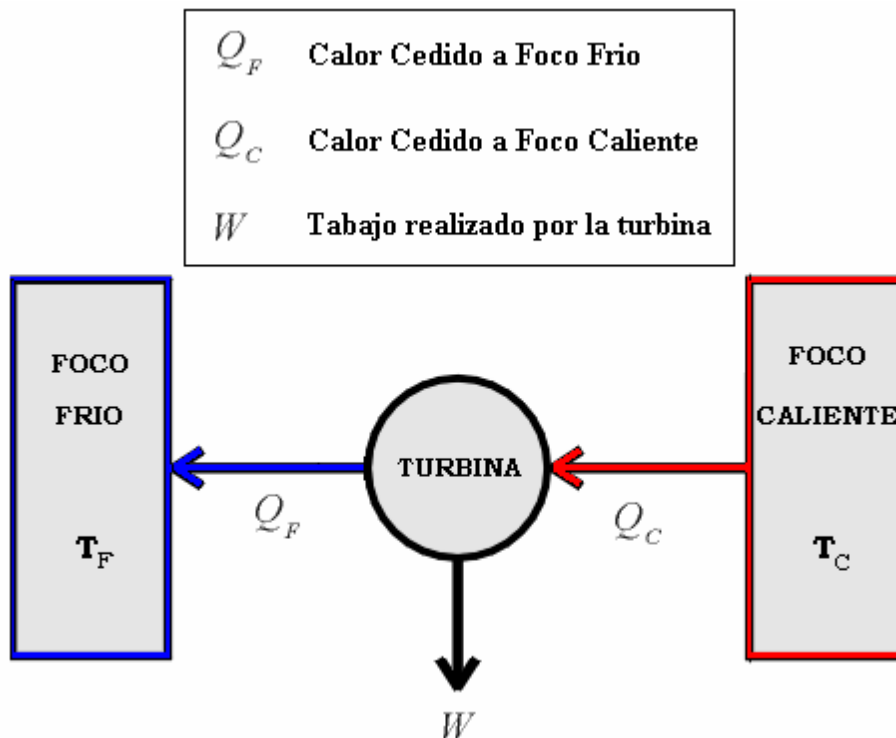 Q_F Calor Cedido a Foco Frio
Q_C Calor Cedido a Foco Caliente
W Tabajo realizado por la turbina
FOCO
FRIO
T_F
TURBINA
FOCO
CALIENTE
T_C
Q_F
Q_C
W